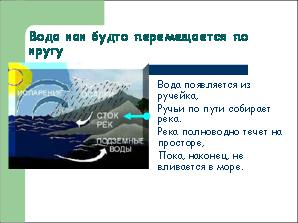 Вода как будто перемещается по
кругу
ИСПАРЕНИЕ
ОСАДКИ
СТОК
РЕК
ПОДЗЕМНЫЕ
ВОДЫ
Вода появляется из
ручейка,
Ручьи по пути собирает
река.
Река полноводно течет на
просторе,
Пока, наконец, не
вливается в море.